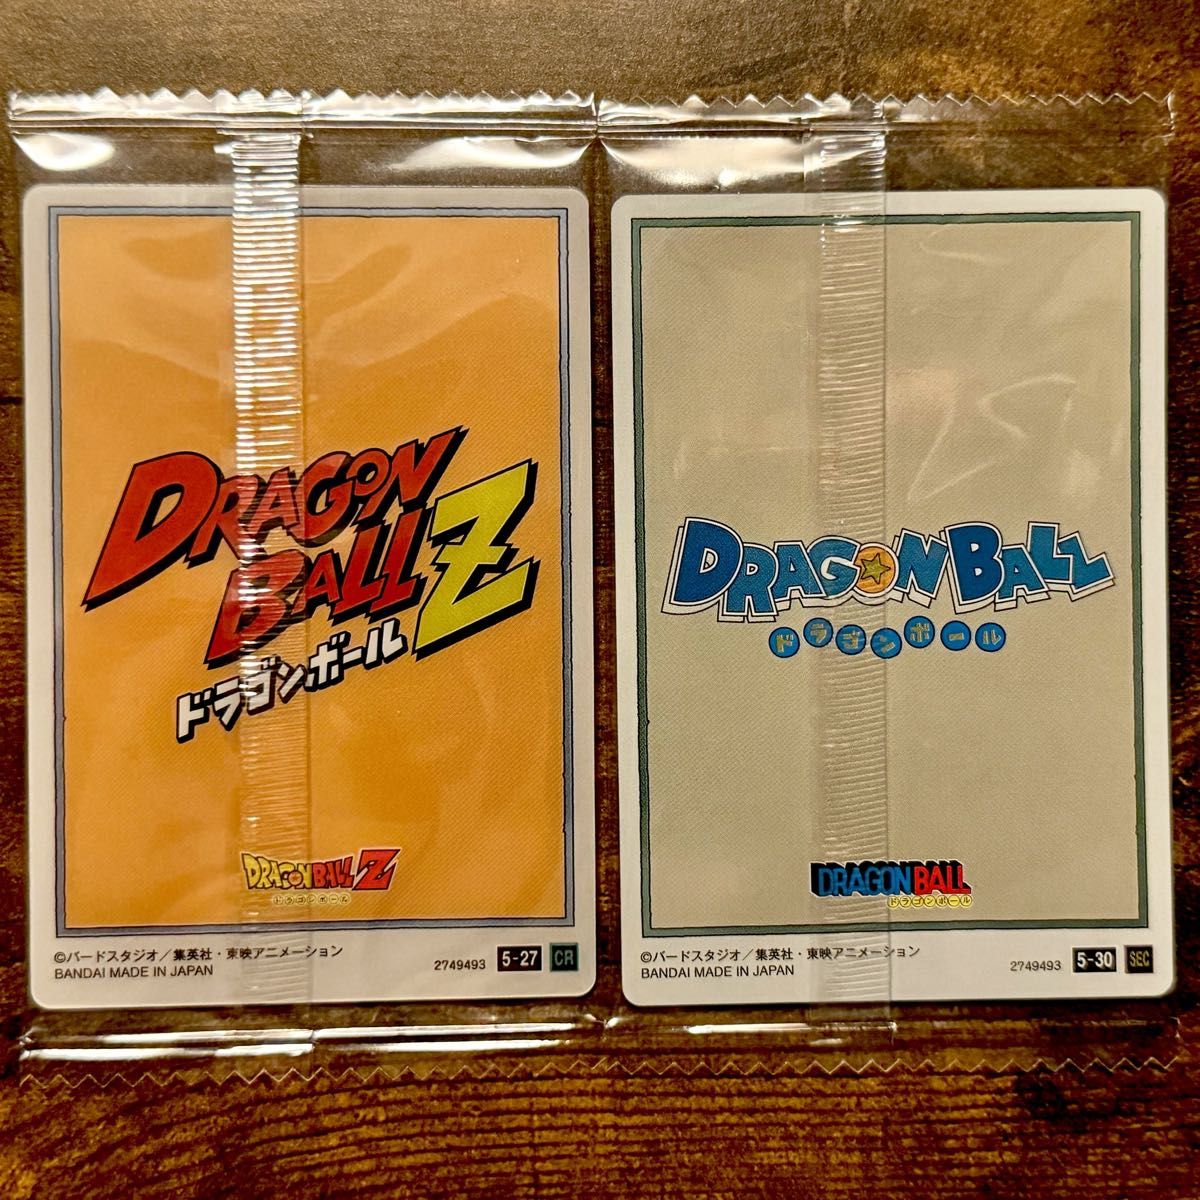 DRAGON
BALL Z
ドラゴンボール
DRAGON BALL Z
ドラゴンボール
©バードスタジオ／集英社・東映アニメーション
BANDAI MADE IN JAPAN
2749493 5-27 CR
DRAGON BALL
ドラゴンボール
DRAGON BALL
ドラゴンボール
©バードスタジオ／集英社・東映アニメーション
BANDAI MADE IN JAPAN
2749493 5-30 SEC